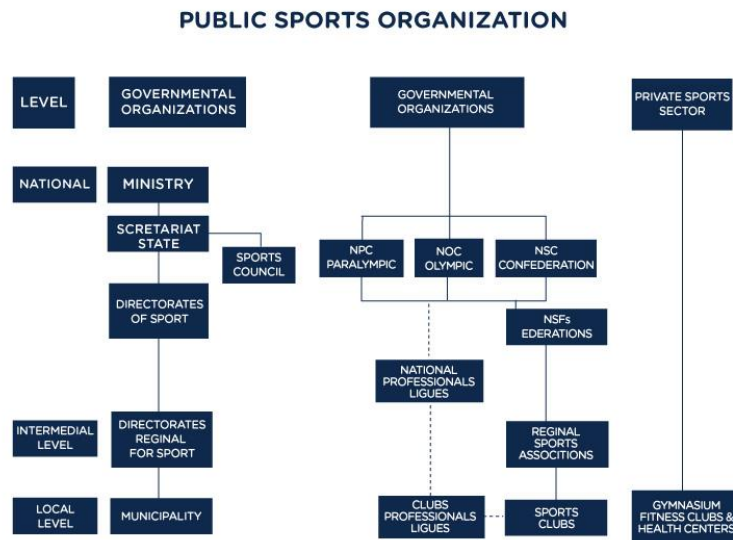 PUBLIC SPORTS ORGANIZATION
LEVEL
GOVERNMENTAL
ORGANIZATIONS
GOVERNMENTAL
ORGANIZATIONS
PRIVATE SPORTS
SECTOR
NATIONAL
MINISTRY
SCRETARIAT
STATE
SPORTS
COUNCIL
NPC
PARALYMPIC
NOC
OLYMPIC
NSC
CONFEDERATION
DIRECTORATES
OF SPORT
NSFs
EDERATIONS
NATIONAL
PROFESSIONALS
LIGUES
INTERMEDIAL
LEVEL
DIRECTORATES
REGINAL
FOR SPORT
REGINAL
SPORTS
ASSOCITIONS
LOCAL
LEVEL
MUNICIPALITY
CLUBS
PROFESSIONALS
LIGUES
SPORTS
CLUBS
GYMNASIUM
FITNESS CLUBS &
HEALTH CENTERS